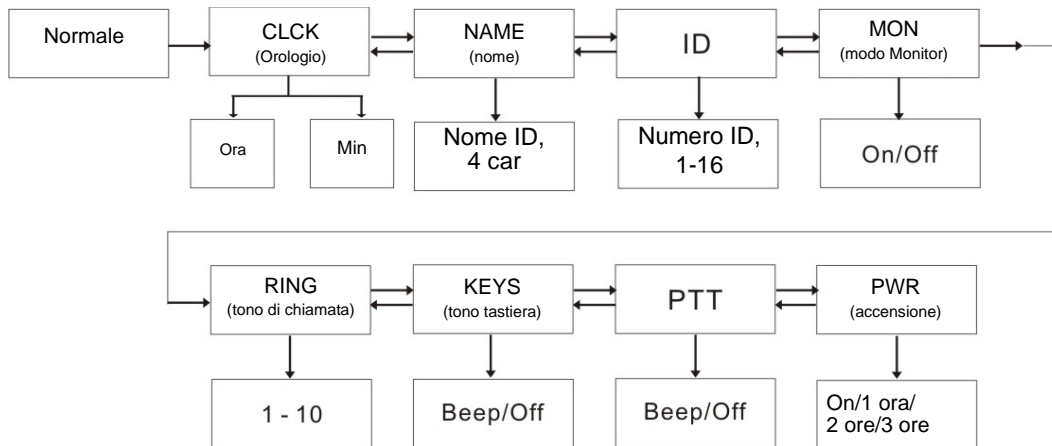 Normale
CLCK
(Orologio)
NAME
(nome)
ID
MON
(modo Monitor)
Ora
Min
Nome ID,
4 car
Numero ID,
1-16
On/Off
RING
(tono di chiamata)
KEYS
(tono tastiera)
PTT
PWR
(accensione)
1 - 10
Beep/Off
Beep/Off
On/1 ora/
2 ore/3 ore